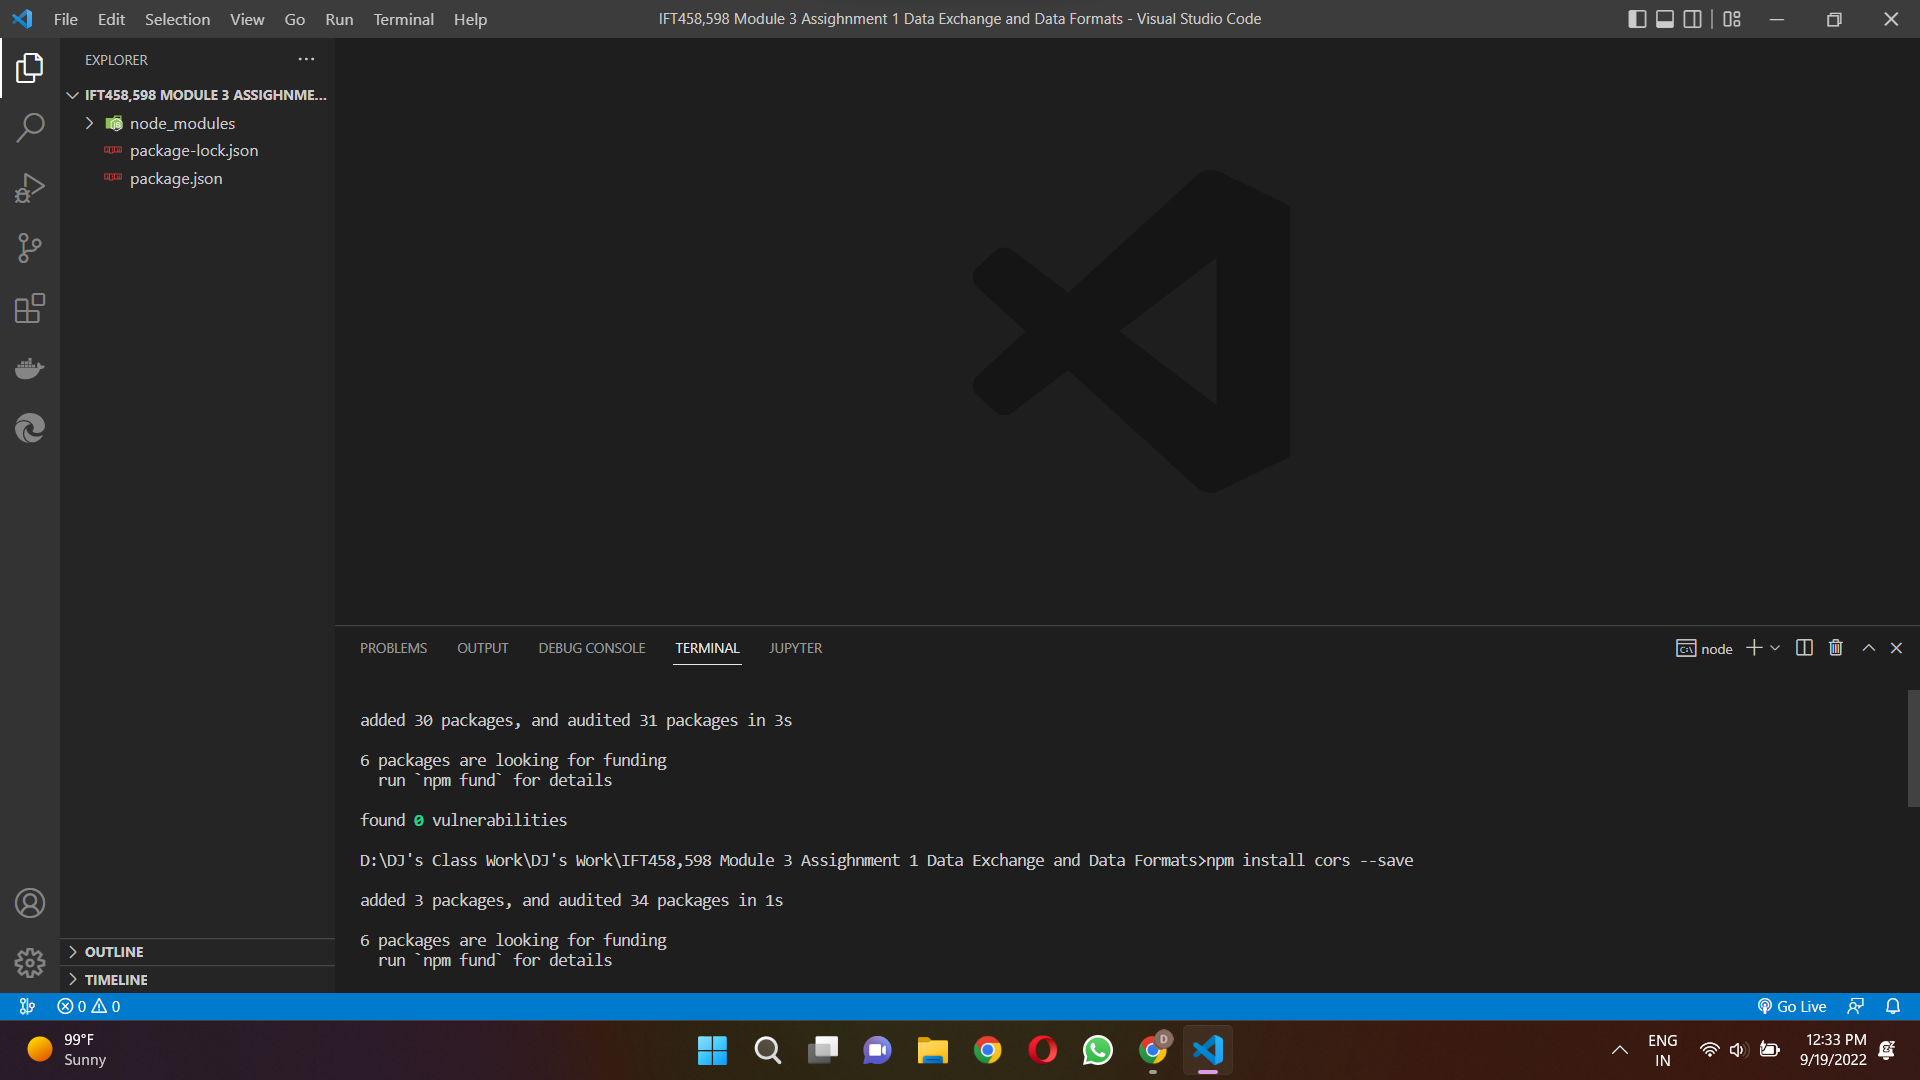 File Edit Selection View Go Run Terminal Help
IFT458,598 Module 3 Assighnment 1 Data Exchange and Data Formats - Visual Studio Code
EXPLORER
IFT458,598 MODULE 3 ASSIGHNME...
node_modules
package-lock.json
package.json
PROBLEMS OUTPUT DEBUG CONSOLE TERMINAL JUPYTER
node
added 30 packages, and audited 31 packages in 3s
6 packages are looking for funding
run `npm fund` for details
found 0 vulnerabilities
D:\DJ's Class Work\DJ's Work\IFT458,598 Module 3 Assighnment 1 Data Exchange and Data Formats>npm install cors --save
added 3 packages, and audited 34 packages in 1s
6 packages are looking for funding
run `npm fund` for details
OUTLINE
TIMELINE
0 0
Go Live
99°F
Sunny
D
ENG
IN
12:33 PM
9/19/2022